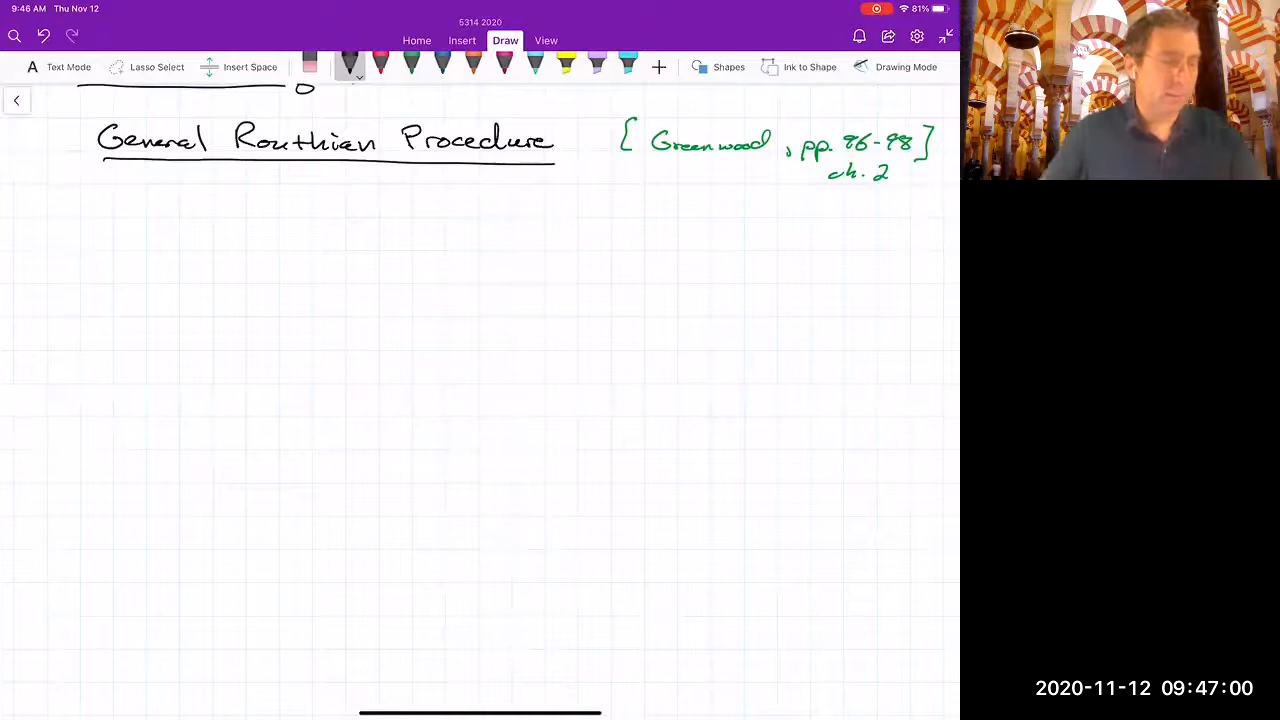 9:46 AM Thu Nov 12
81%
5314 2020
Home Insert Draw View
Text Mode Lasso Select Insert Space Shapes Ink to Shape Drawing Mode
General Routhian Procedure [Greenwood, pp. 96-98]
ch. 2
2020-11-12 09:47:00